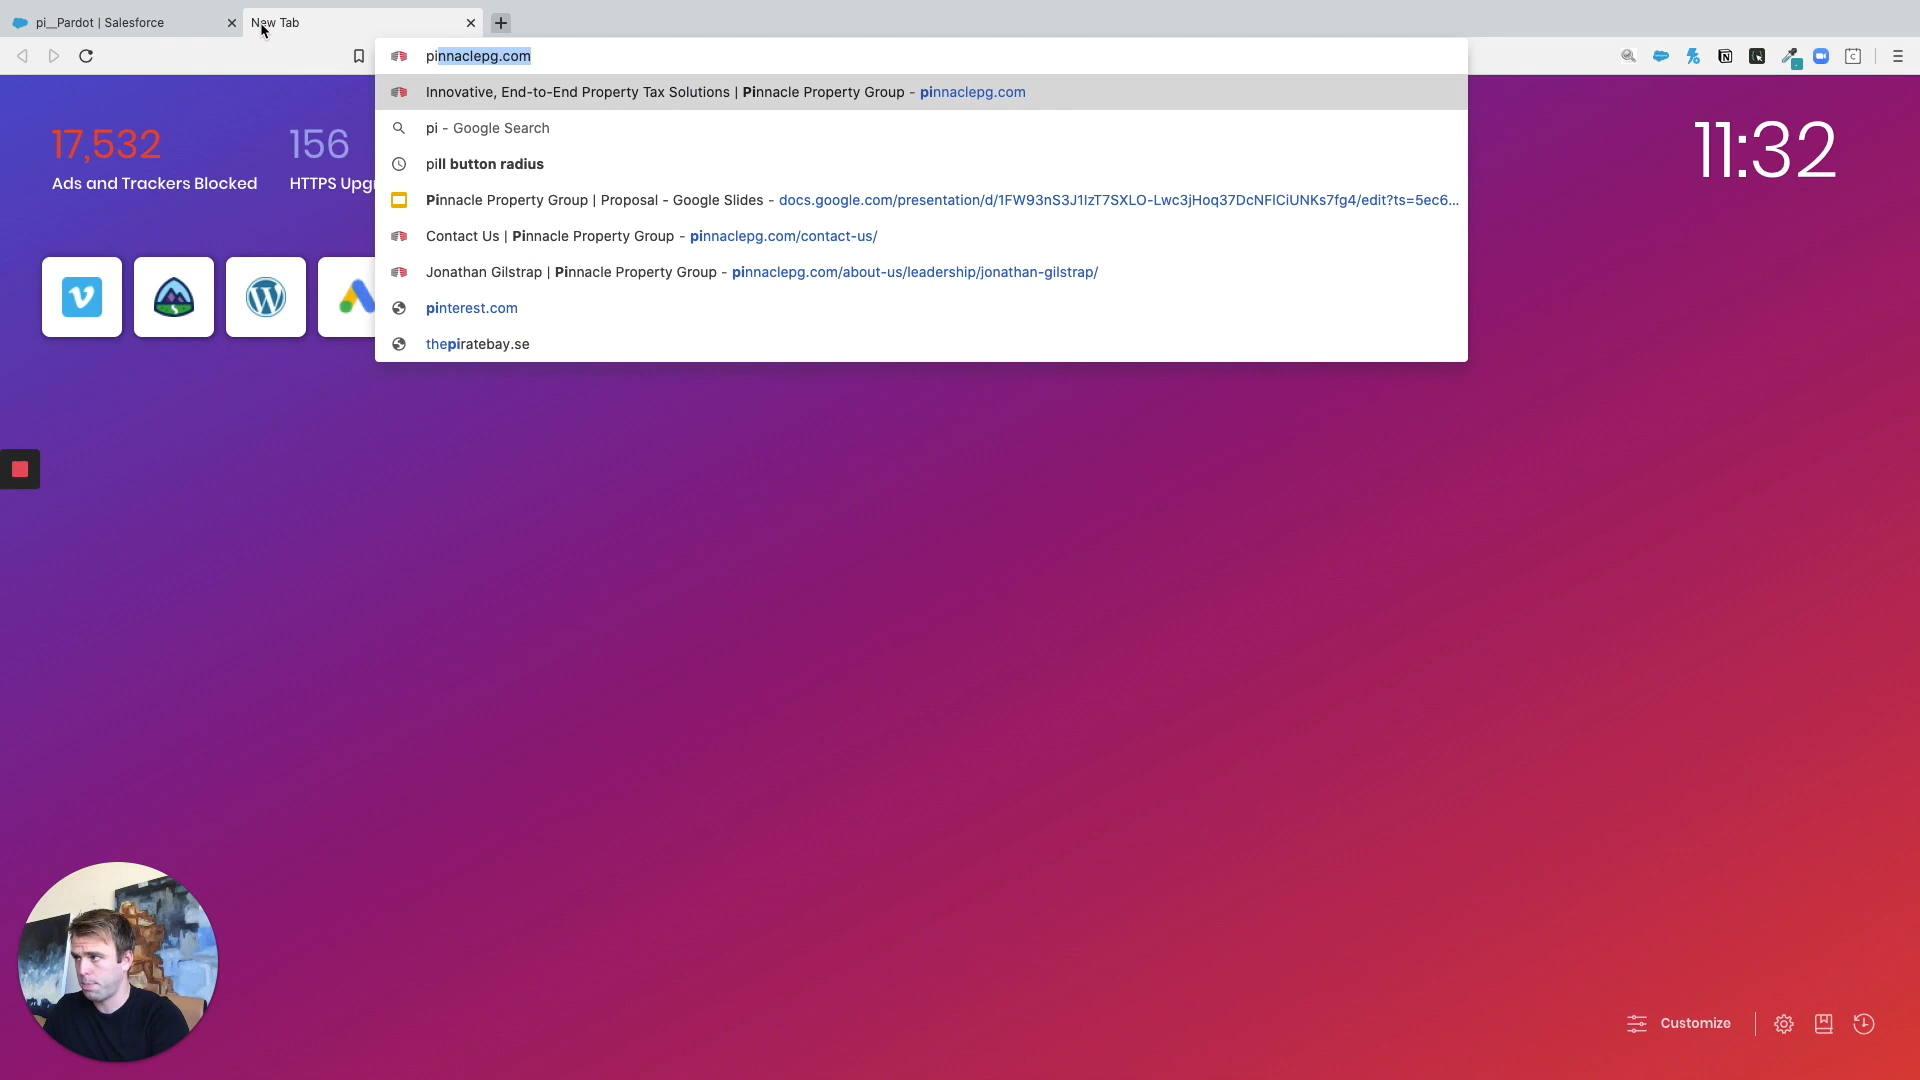 pi__Pardot | Salesforce
New Tab
pinnaclepg.com
Innovative, End-to-End Property Tax Solutions | Pinnacle Property Group - pinnaclepg.com
pi - Google Search
pill button radius
Pinnacle Property Group | Proposal - Google Slides - docs.google.com/presentation/d/1FW93nS3J1IzT7SXLO-Lwc3jHoq37DcNFlCiUNKs7fg4/edit?ts=5ec6...
Contact Us | Pinnacle Property Group - pinnaclepg.com/contact-us/
Jonathan Gilstrap | Pinnacle Property Group - pinnaclepg.com/about-us/leadership/jonathan-gilstrap/
pinterest.com
thepiratebay.se
17,532
Ads and Trackers Blocked
156
HTTPS Upgr
11:32
Customize